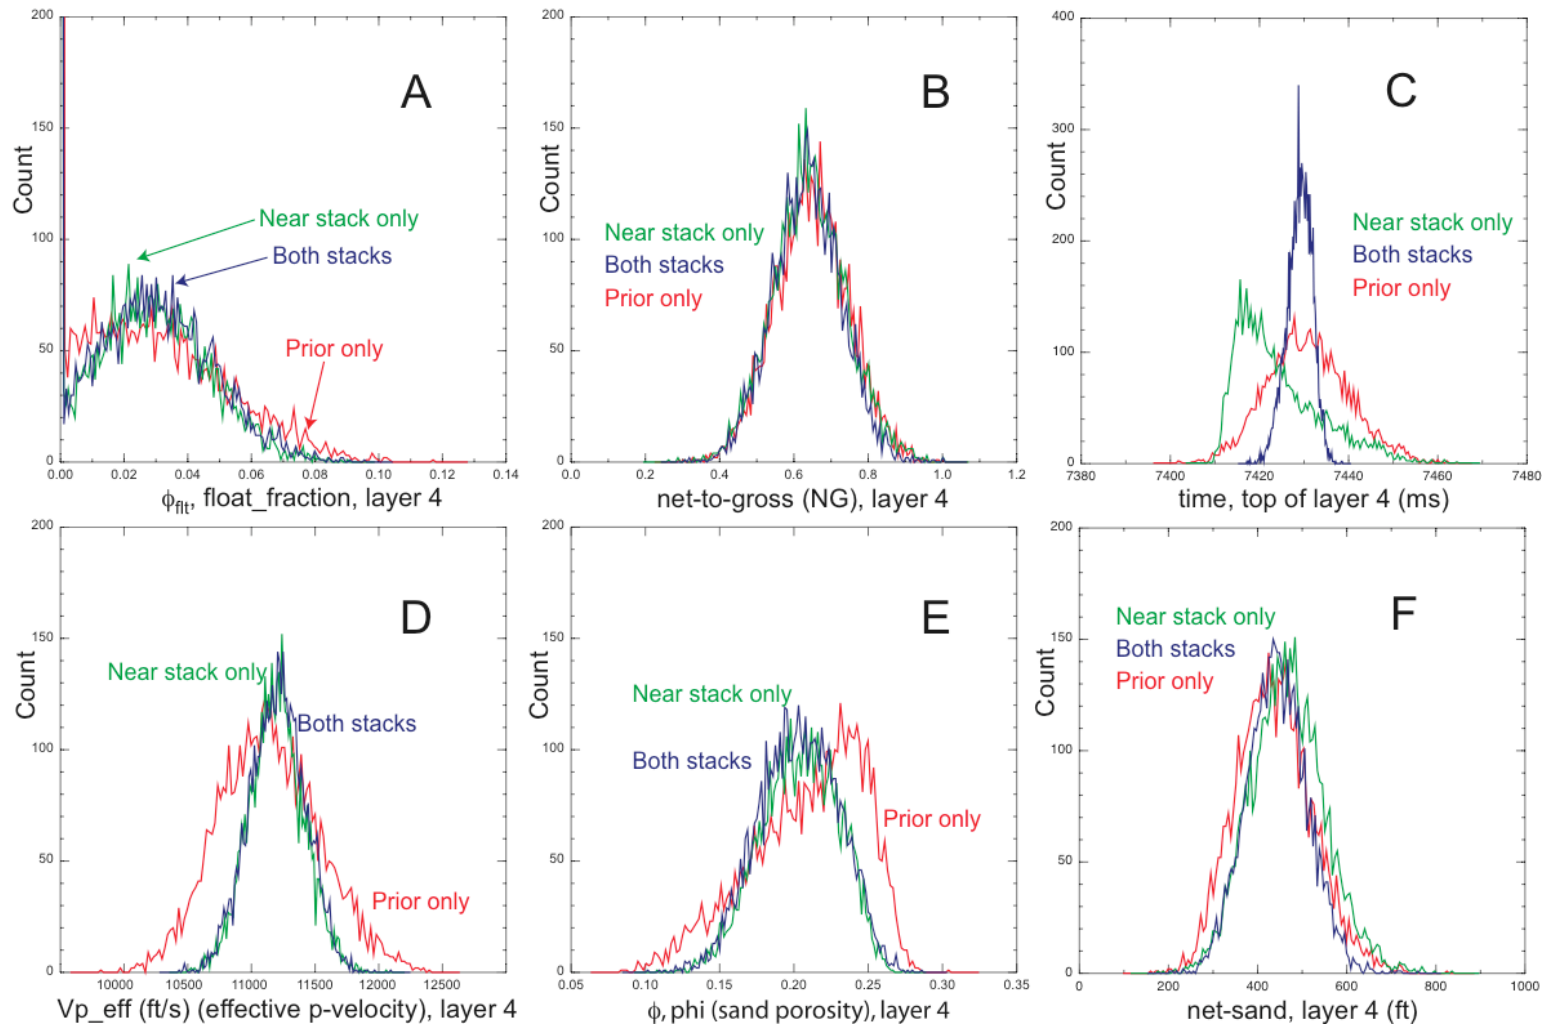 A
Count
200
150
100
50
0
Near stack only
Both stacks
Prior only
0.00 0.02 0.04 0.06 0.08 0.10 0.12 0.14
ϕflt, float_fraction, layer 4
B
Count
200
150
100
50
0
Near stack only
Both stacks
Prior only
0.0 0.2 0.4 0.6 0.8 1.0 1.2
net-to-gross (NG), layer 4
C
Count
400
300
200
100
0
Near stack only
Both stacks
Prior only
7380 7400 7420 7440 7460 7480
time, top of layer 4 (ms)
D
Count
200
150
100
50
0
Near stack only
Both stacks
Prior only
10000 10500 11000 11500 12000 12500
Vp_eff (ft/s) (effective p-velocity), layer 4
E
Count
200
150
100
50
0
Near stack only
Both stacks
Prior only
0.05 0.10 0.15 0.20 0.25 0.30 0.35
ϕ, phi (sand porosity), layer 4
F
Count
200
150
100
50
0
Near stack only
Both stacks
Prior only
0 200 400 600 800 1000
net-sand, layer 4 (ft)